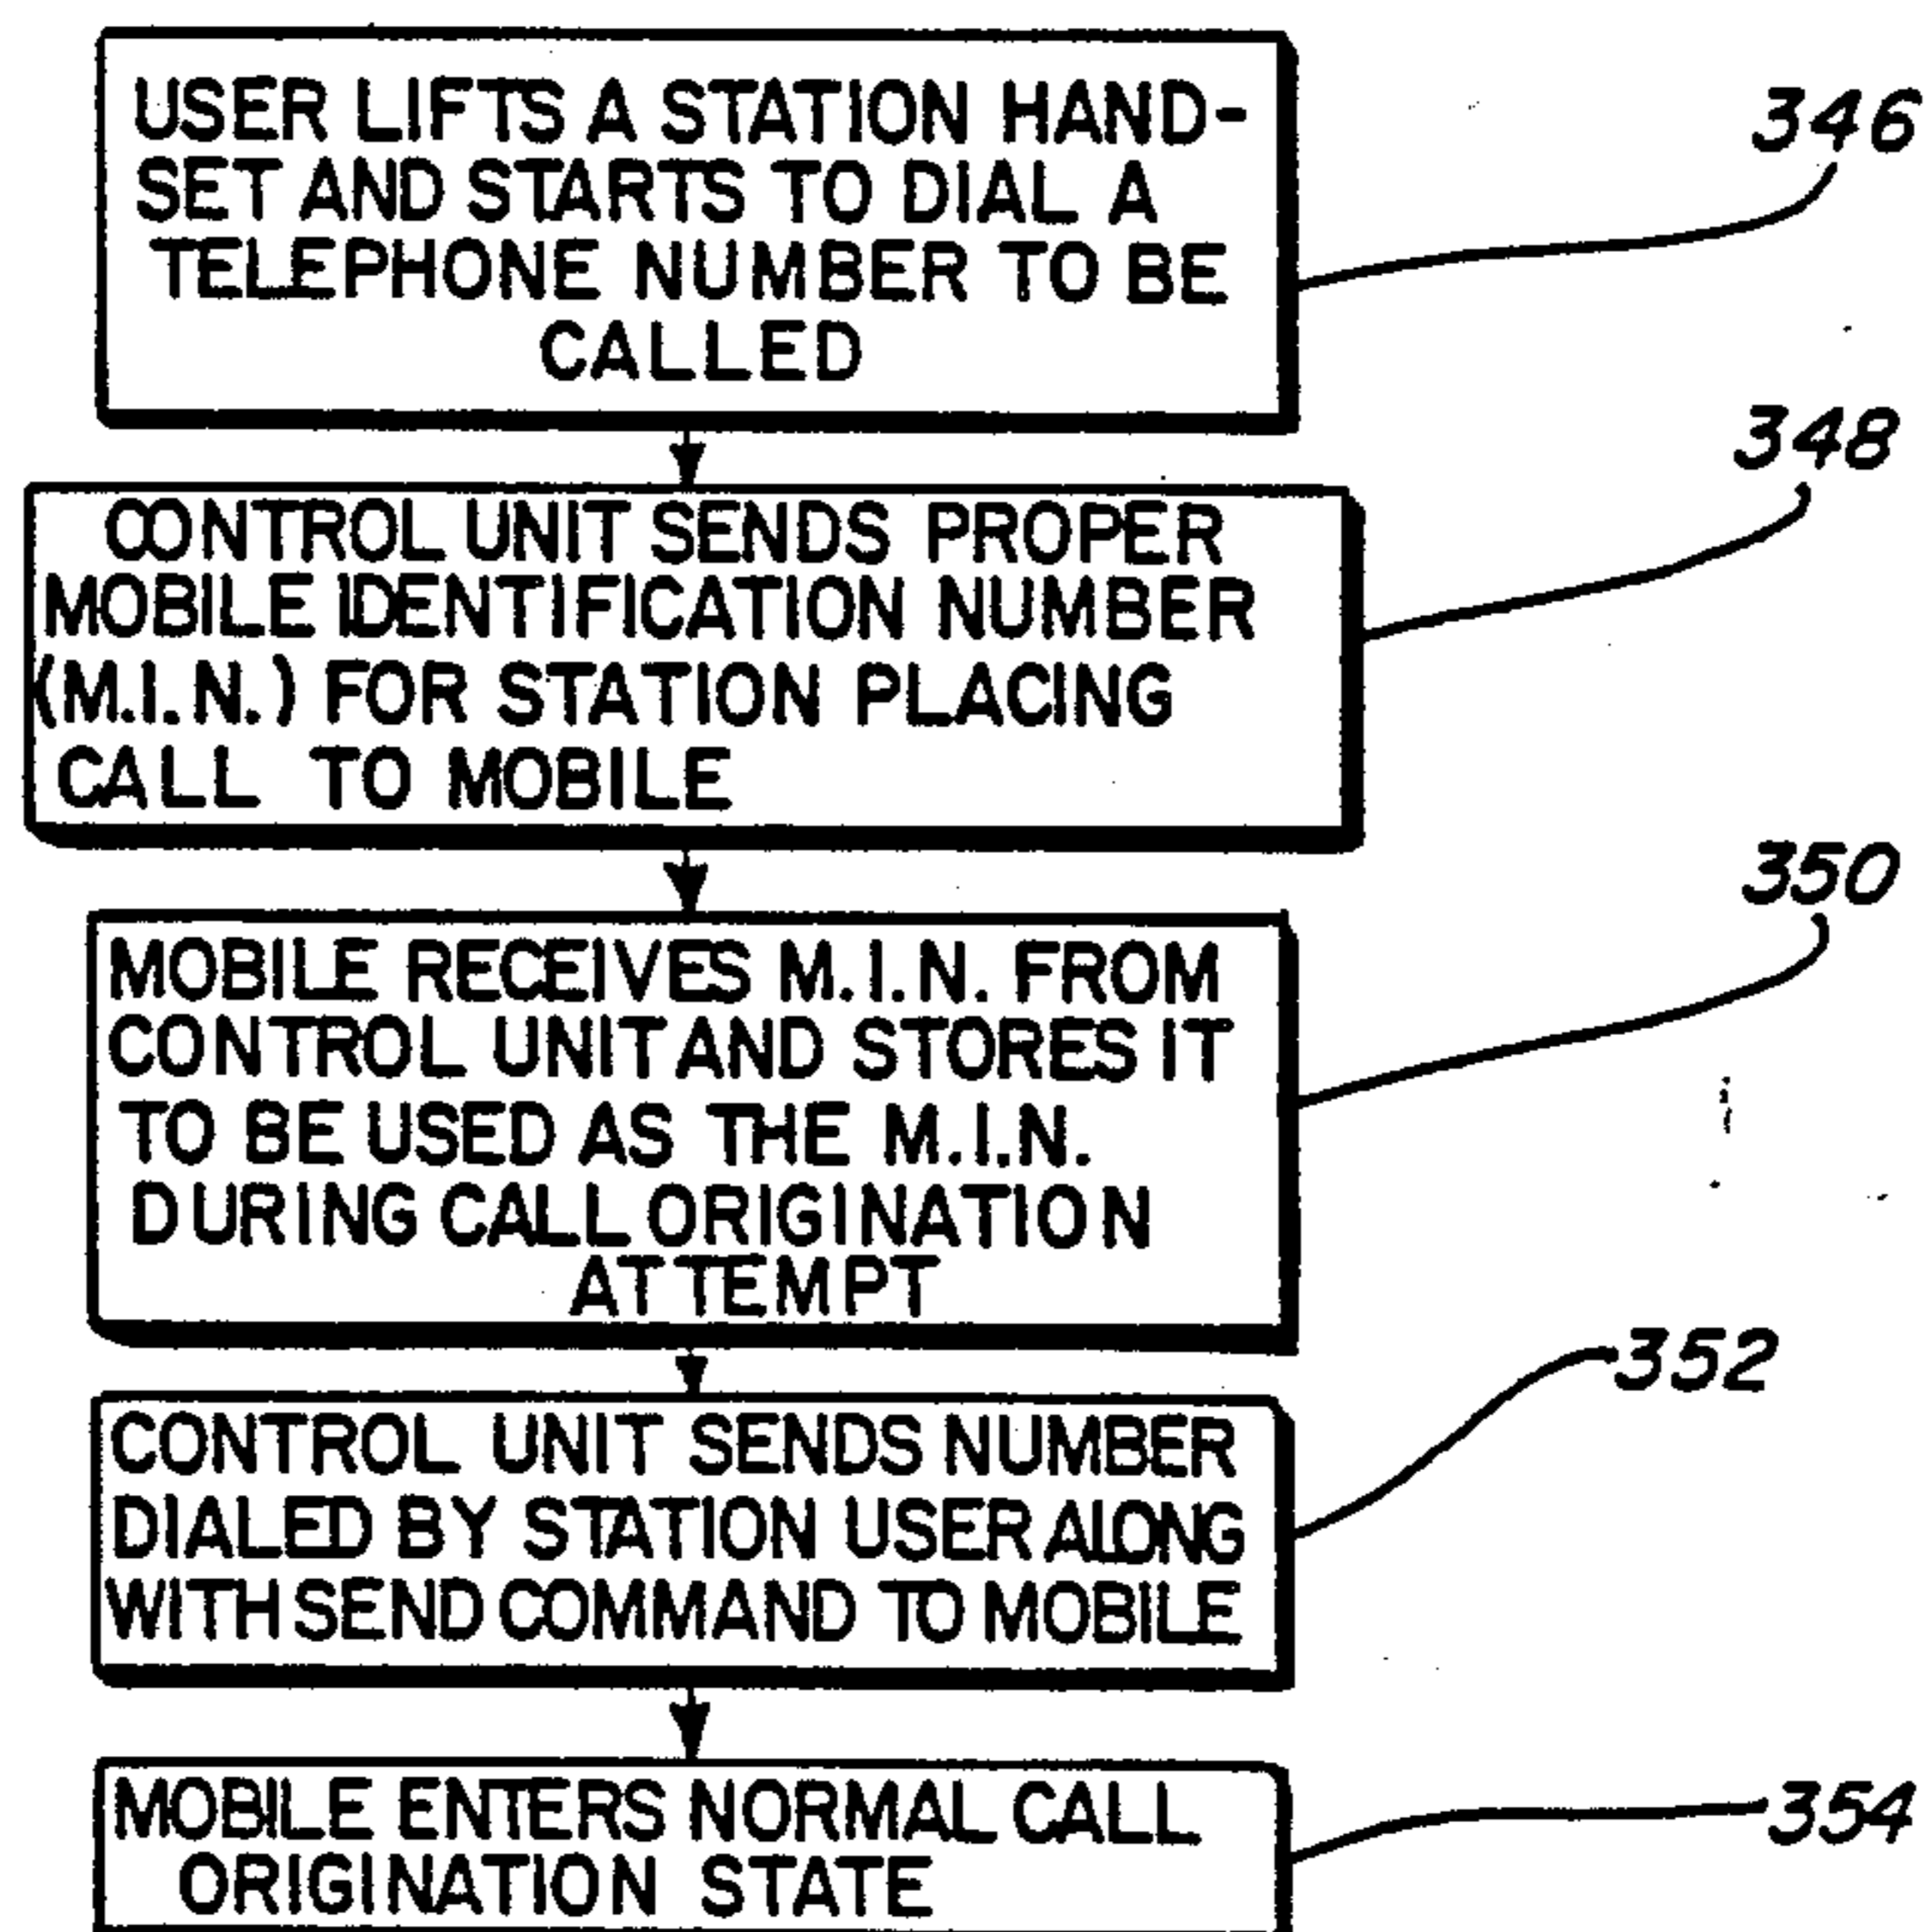 USER LIFTS A STATION HAND-
SET AND STARTS TO DIAL A
TELEPHONE NUMBER TO BE
CALLED
346
CONTROL UNIT SENDS PROPER
MOBILE IDENTIFICATION NUMBER
(M.I.N.) FOR STATION PLACING
CALL TO MOBILE
348
MOBILE RECEIVES M.I.N. FROM
CONTROL UNIT AND STORES IT
TO BE USED AS THE M.I.N.
DURING CALL ORIGINATION
ATTEMPT
350
CONTROL UNIT SENDS NUMBER
DIALED BY STATION USER ALONG
WITH SEND COMMAND TO MOBILE
352
MOBILE ENTERS NORMAL CALL
ORIGINATION STATE
354